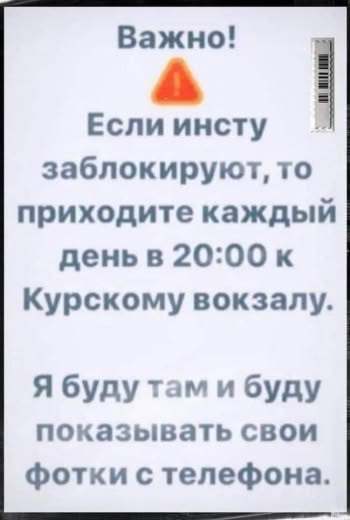 Важно!
Если инсту
заблокируют, то
приходите каждый
день в 20:00 к
Курскому вокзалу.
Я буду там и буду
показывать свои
фотки с телефона.